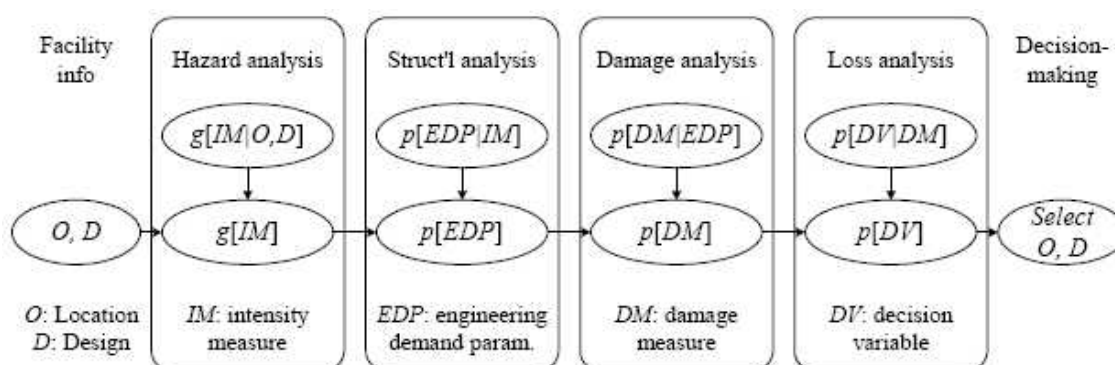 Facility
info
Hazard analysis
Struct'l analysis
Damage analysis
Loss analysis
Decision-
making
g[IM|O,D]
p[EDP|IM]
p[DM|EDP]
p[DV|DM]
O, D
g[IM]
p[EDP]
p[DM]
p[DV]
Select
O, D
O: Location
D: Design
IM: intensity
measure
EDP: engineering
demand param.
DM: damage
measure
DV: decision
variable